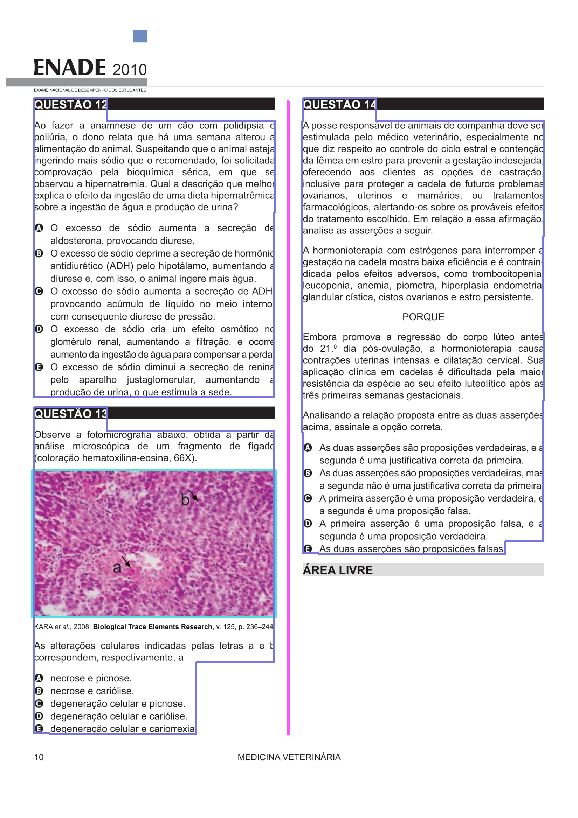 ENADE 2010
EXAME NACIONAL DE DESEMPENHO DOS ESTUDANTES
QUESTÃO 12
Ao fazer a anamnese de um cão com polidipsia e
poliúria, o dono relata que há uma semana alterou a
alimentação do animal. Suspeitando que o animal esteja
ingerindo mais sódio que o recomendado, foi solicitada
comprovação pela bioquímica sérica, em que se
observou a hipernatremia. Qual a descrição que melhor
explica o efeito da ingestão de uma dieta hipernatrêmica
sobre a ingestão de água e produção de urina?
A O excesso de sódio aumenta a secreção de
aldosterona, provocando diurese.
B O excesso de sódio deprime a secreção de hormônio
antidiurético (ADH) pelo hipotálamo, aumentando a
diurese e, com isso, o animal ingere mais água.
C O excesso de sódio aumenta a secreção de ADH,
provocando acúmulo de líquido no meio interno,
com consequente diurese de pressão.
D O excesso de sódio cria um efeito osmótico no
glomérulo renal, aumentando a filtração, e ocorre
aumento da ingestão de água para compensar a perda.
E O excesso de sódio diminui a secreção de renina
pelo aparelho justaglomerular, aumentando a
produção de urina, o que estimula a sede.
QUESTÃO 13
Observe a fotomicrografia abaixo, obtida a partir da
análise microscópica de um fragmento de fígado
(coloração hematoxilina-eosina, 66X).
b
a
KARA et al., 2008. Biological Trace Elements Research, v. 125, p. 236–244.
As alterações celulares indicadas pelas letras a e b
correspondem, respectivamente, a
A necrose e picnose.
B necrose e cariólise.
C degeneração celular e picnose.
D degeneração celular e cariólise.
E degeneração celular e cariorrexia.
QUESTÃO 14
A posse responsável de animais de companhia deve ser
estimulada pelo médico veterinário, especialmente no
que diz respeito ao controle do ciclo estral e contenção
da fêmea em estro para prevenir a gestação indesejada,
oferecendo aos clientes as opções de castração,
inclusive para proteger a cadela de futuros problemas
ovarianos, uterinos e mamários, ou tratamentos
farmacológicos, alertando-os sobre os prováveis efeitos
do tratamento escolhido. Em relação a essa afirmação,
analise as asserções a seguir.
A hormonioterapia com estrógenos para interromper a
gestação na cadela mostra baixa eficiência e é contrain-
dicada pelos efeitos adversos, como trombocitopenia,
leucopenia, anemia, piometra, hiperplasia endometrial
glandular cística, cistos ovarianos e estro persistente.
PORQUE
Embora promova a regressão do corpo lúteo antes
do 21.º dia pós-ovulação, a hormonioterapia causa
contrações uterinas intensas e dilatação cervical. Sua
aplicação clínica em cadelas é dificultada pela maior
resistência da espécie ao seu efeito luteolítico após as
três primeiras semanas gestacionais.
Analisando a relação proposta entre as duas asserções
acima, assinale a opção correta.
A As duas asserções são proposições verdadeiras, e a
segunda é uma justificativa correta da primeira.
B As duas asserções são proposições verdadeiras, mas
a segunda não é uma justificativa correta da primeira.
C A primeira asserção é uma proposição verdadeira, e
a segunda é uma proposição falsa.
D A primeira asserção é uma proposição falsa, e a
segunda é uma proposição verdadeira.
E As duas asserções são proposições falsas.
ÁREA LIVRE
10
MEDICINA VETERINÁRIA